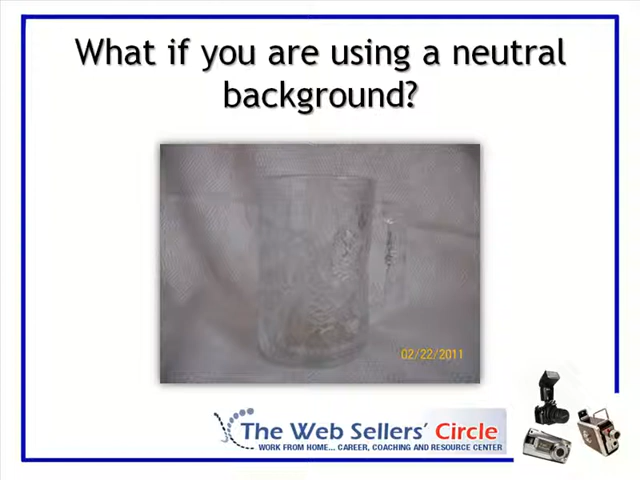 What if you are using a neutral
background?
02/22/2011
The Web Sellers' Circle
WORK FROM HOME... CAREER, COACHING AND RESOURCE CENTER